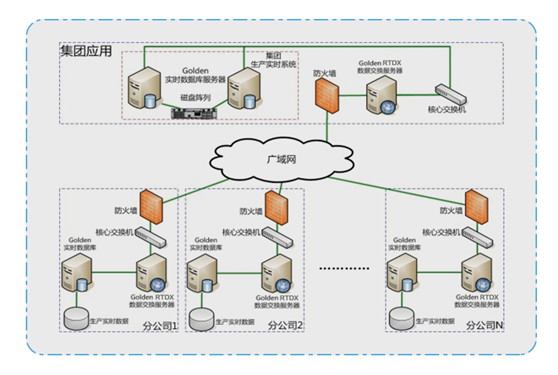 集团应用
Golden
实时数据库服务器
集团
生产实时系统
磁盘阵列
防火墙
Golden RTDX
数据交换服务器
核心交换机
广域网
防火墙
核心交换机
Golden
实时数据库
Golden RTDX
数据交换服务器
生产实时数据
分公司1
防火墙
核心交换机
Golden
实时数据库
Golden RTDX
数据交换服务器
生产实时数据
分公司2
防火墙
核心交换机
Golden
实时数据库
Golden RTDX
数据交换服务器
生产实时数据
分公司N